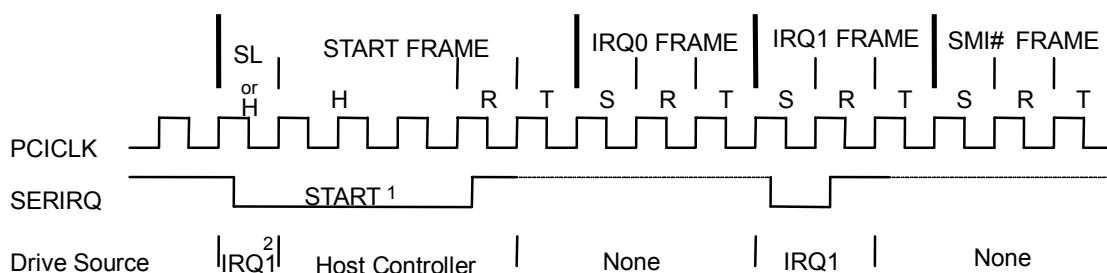 SL or H START FRAME IRQ0 FRAME IRQ1 FRAME SMI# FRAME
H R T S R T S R T S R T
PCICLK
SERIRQ START 1
Drive Source IRQ1 2 Host Controller None IRQ1 None